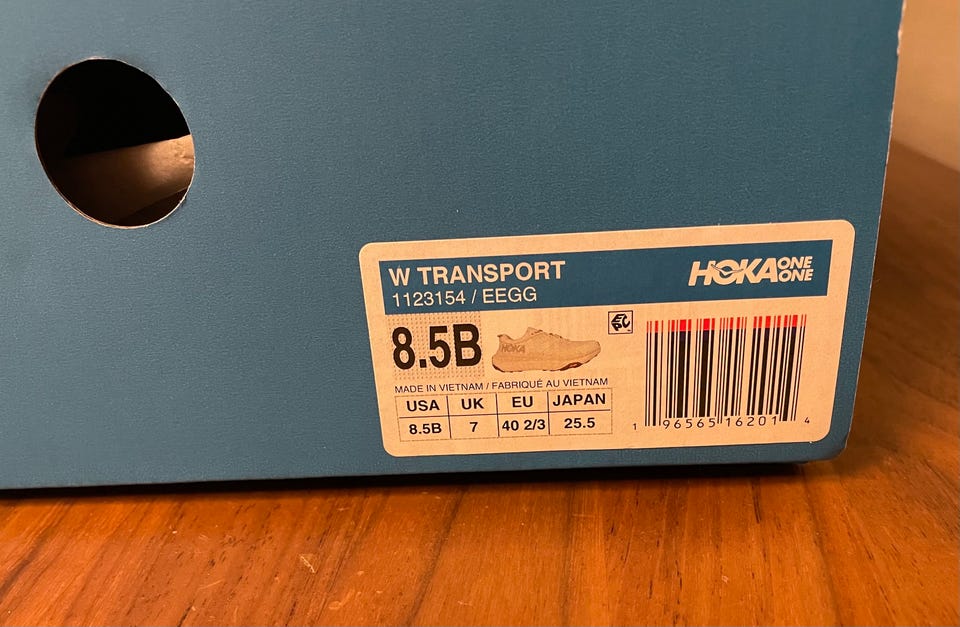 W TRANSPORT
1123154 / EEGG
HOKA ONE ONE
8.5B
HOKA
MADE IN VIETNAM / FABRIQUÉ AU VIETNAM
USA UK EU JAPAN
8.5B 7 40 2/3 25.5
1 96565 16201 4